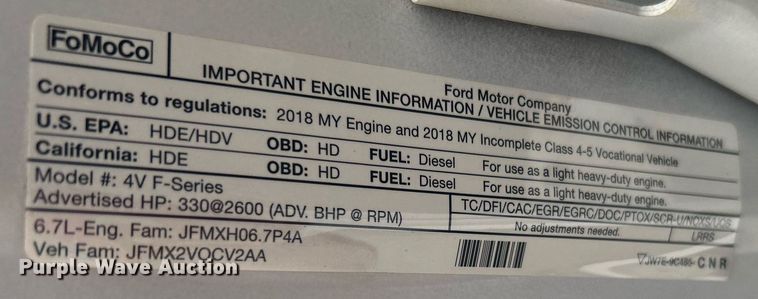 FoMoCo
Ford Motor Company
IMPORTANT ENGINE INFORMATION / VEHICLE EMISSION CONTROL INFORMATION
Conforms to regulations: 2018 MY Engine and 2018 MY Incomplete Class 4-5 Vocational Vehicle
U.S. EPA: HDE/HDV OBD: HD FUEL: Diesel For use as a light heavy-duty engine.
California: HDE OBD: HD FUEL: Diesel For use as a light heavy-duty engine.
Model #: 4V F-Series
Advertised HP: 330@2600 (ADV. BHP @ RPM) TC/DFI/CAC/EGR/EGRC/DOC/PTOX/SCR-U/NOXS/UCS
6.7L-Eng. Fam: JFMXH06.7P4A No adjustments needed. LRRS
Veh Fam: JFMX2VOCV2AA JW7E-9C485- C N R
Purple Wave Auction